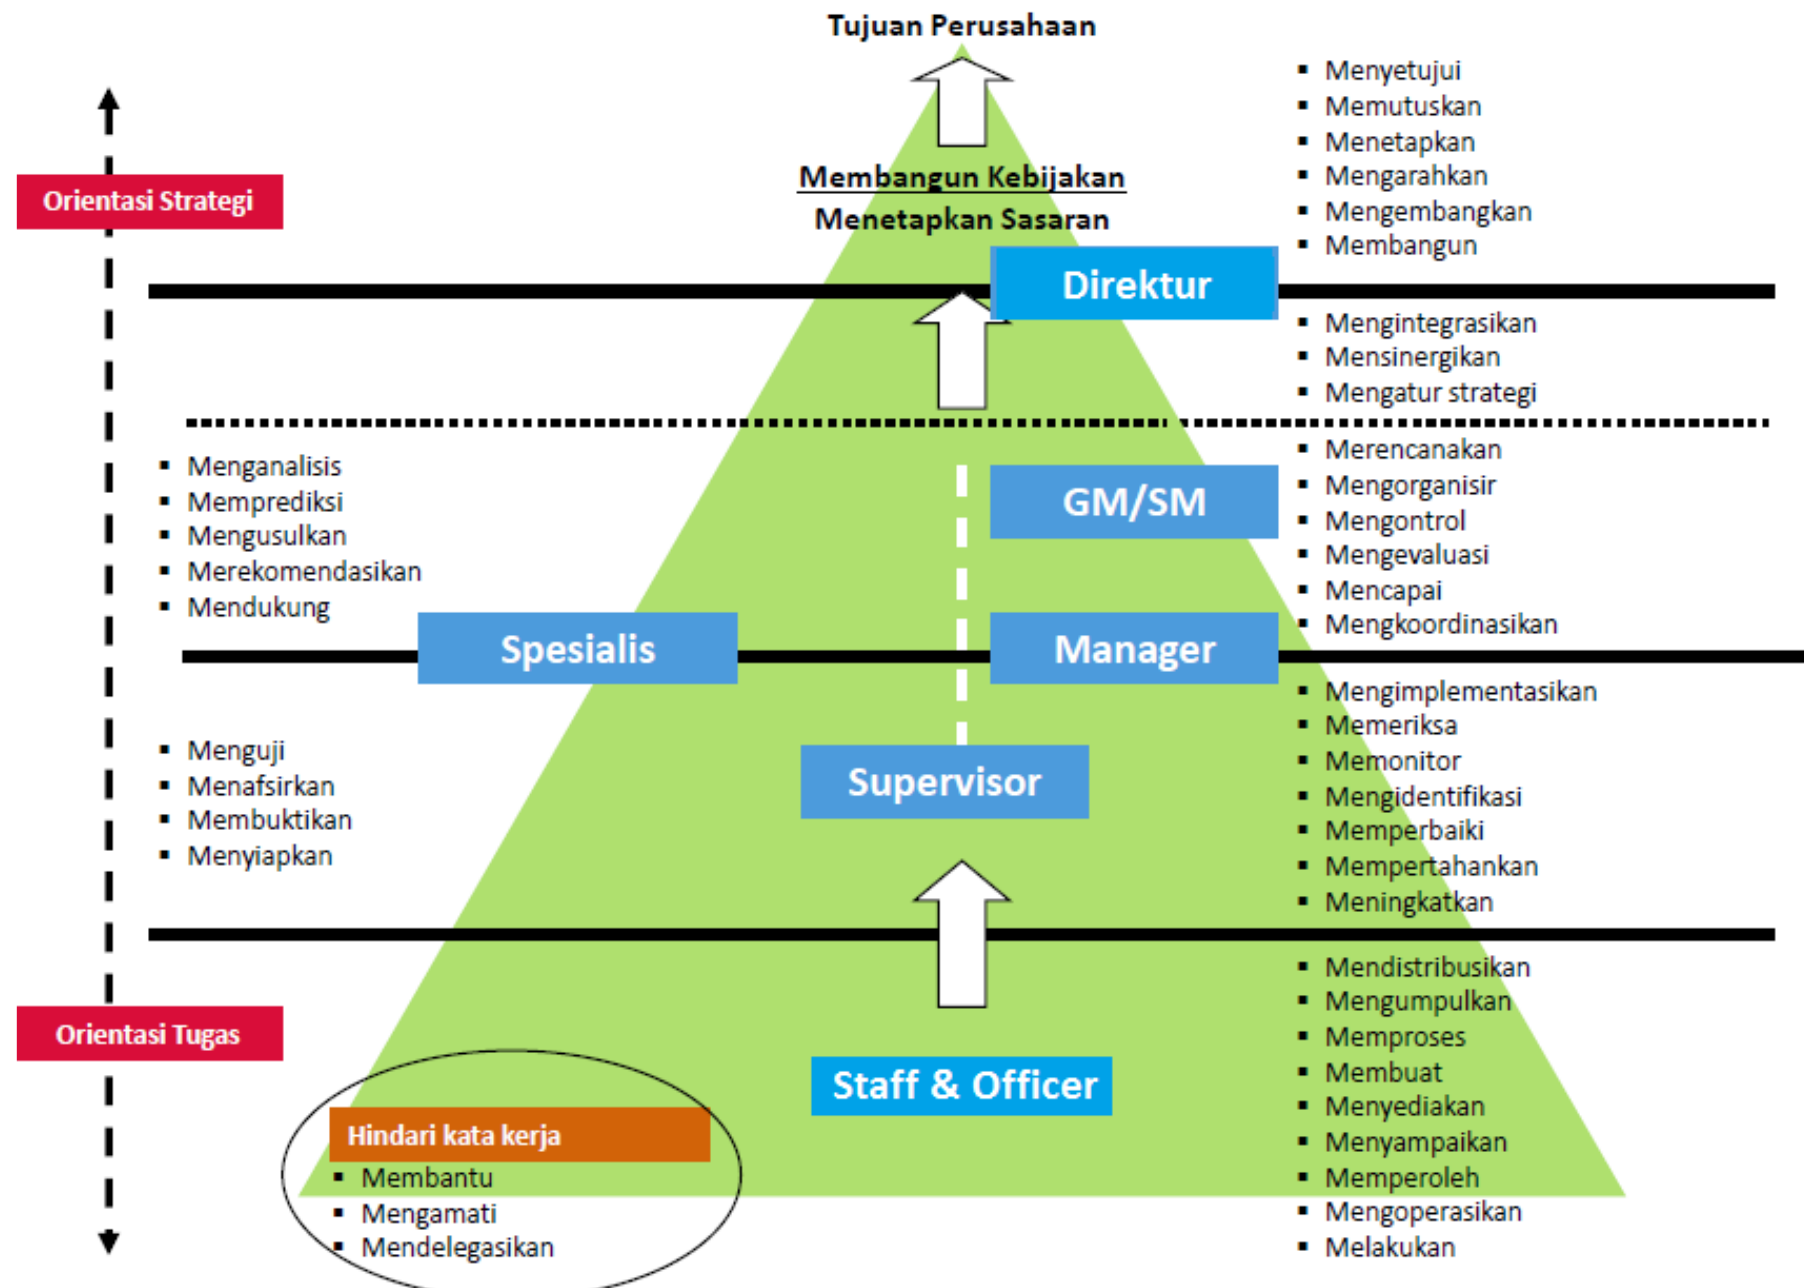 Tujuan Perusahaan
Menyetujui
Memutuskan
Menetapkan
Mengarahkan
Mengembangkan
Membangun
Orientasi Strategi
Membangun Kebijakan
Menetapkan Sasaran
Direktur
Mengintegrasikan
Mensinergikan
Mengatur strategi
Menganalisis
Memprediksi
Mengusulkan
Merekomendasikan
Mendukung
GM/SM
Merencanakan
Mengorganisir
Mengontrol
Mengevaluasi
Mencapai
Mengkoordinasikan
Spesialis
Manager
Menguji
Menafsirkan
Membuktikan
Menyiapkan
Supervisor
Mengimplementasikan
Memeriksa
Memonitor
Mengidentifikasi
Memperbaiki
Mempertahankan
Meningkatkan
Orientasi Tugas
Staff & Officer
Mendistribusikan
Mengumpulkan
Memproses
Membuat
Menyediakan
Menyampaikan
Memperoleh
Mengoperasikan
Melakukan
Hindari kata kerja
Membantu
Mengamati
Mendelegasikan